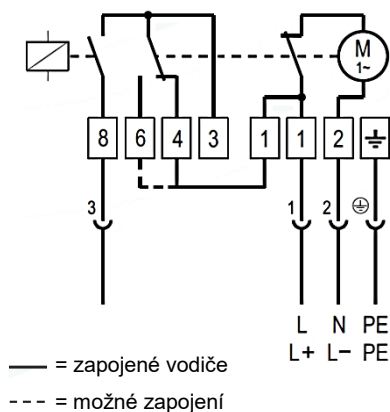 M
1~
8 6 4 3 1 1 2
3 1 2
L N PE
L+ L– PE
= zapojené vodiče
= možné zapojení